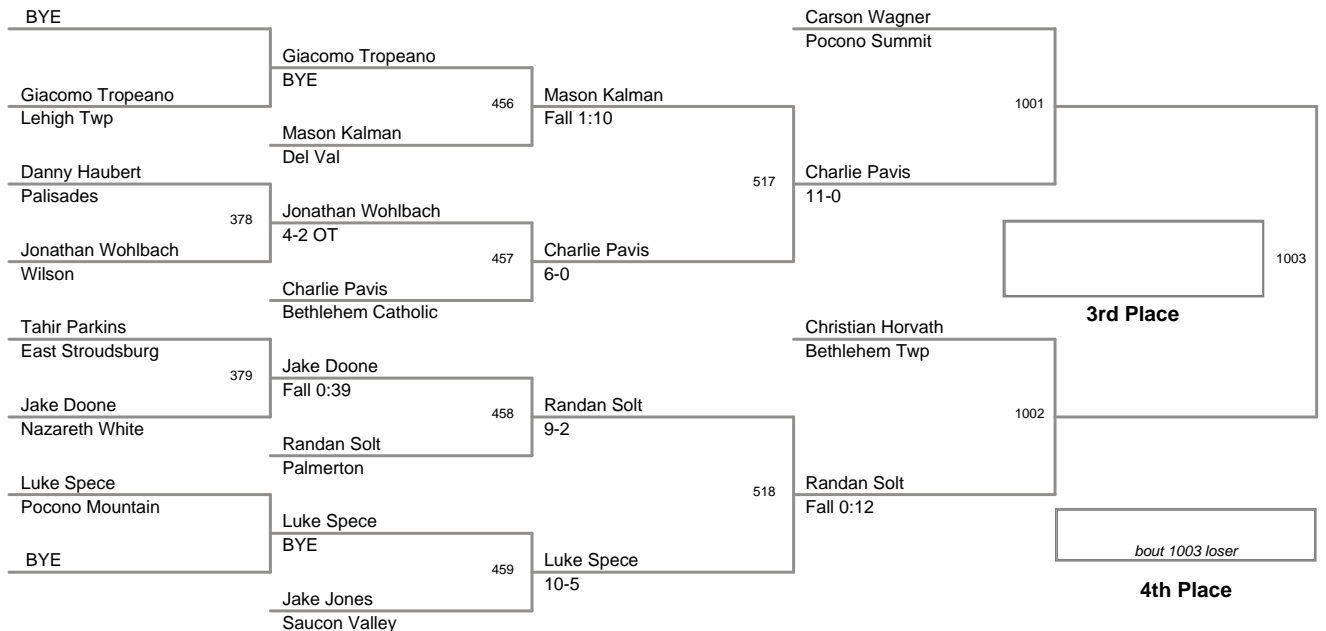 BYE
Giacomo Tropeano
Lehigh Twp
Danny Haubert
Palisades
378
Jonathan Wohlbach
Wilson
Tahir Parkins
East Stroudsburg
379
Jake Doone
Nazareth White
Luke Spece
Pocono Mountain
BYE
Giacomo Tropeano
BYE
456
Mason Kalman
Del Val
Jonathan Wohlbach
4-2 OT
457
Charlie Pavis
Bethlehem Catholic
Jake Doone
Fall 0:39
458
Randan Solt
Palmerton
Luke Spece
BYE
459
Jake Jones
Saucon Valley
Mason Kalman
Fall 1:10
517
Charlie Pavis
6-0
Randan Solt
9-2
518
Luke Spece
10-5
Carson Wagner
Pocono Summit
1001
Charlie Pavis
11-0
Christian Horvath
Bethlehem Twp
1002
Randan Solt
Fall 0:12
1003
3rd Place
bout 1003 loser
4th Place